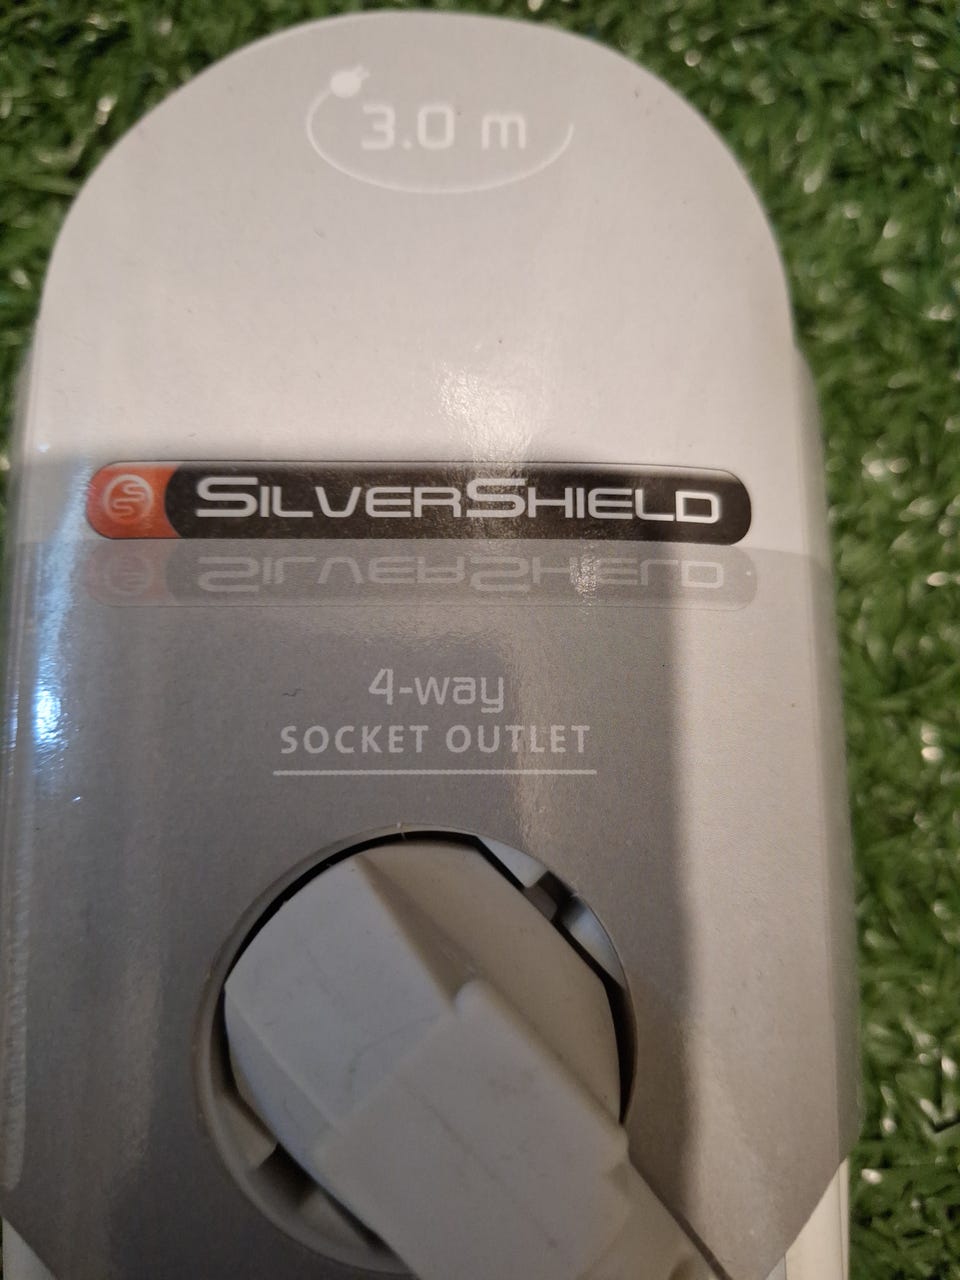 3.0 m
SILVERSHIELD
4-way
SOCKET OUTLET